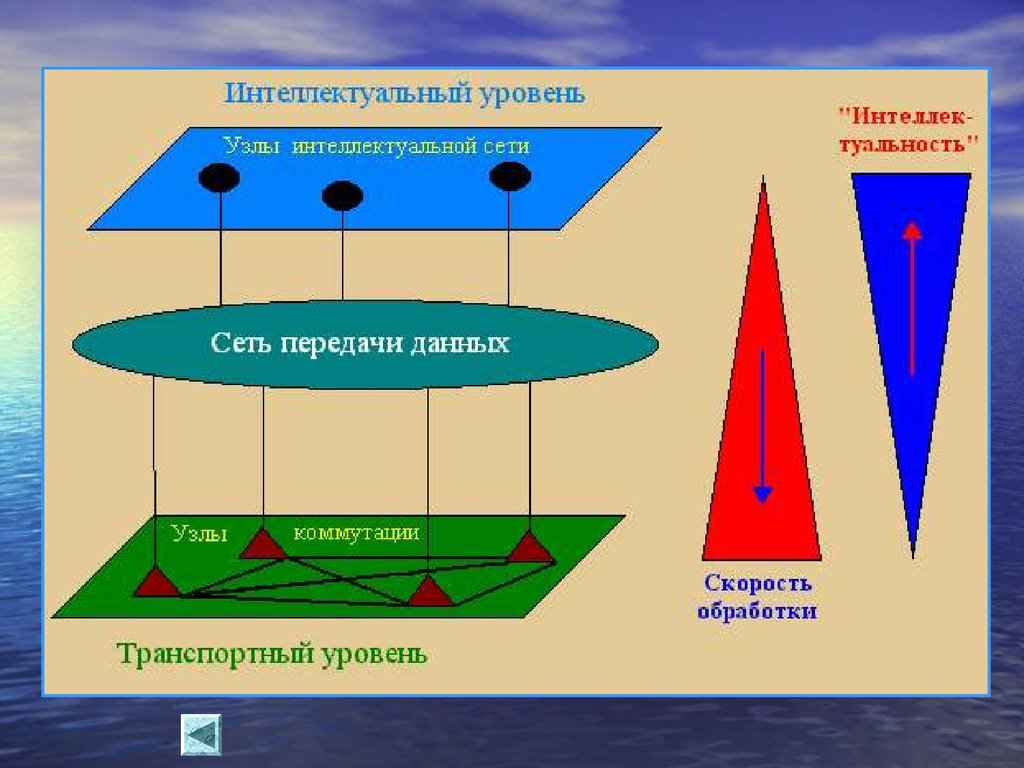 Интеллектуальный уровень
"Интеллек-
туальность"
Узлы интеллектуальной сети
Сеть передачи данных
Узлы коммутации
Скорость
обработки
Транспортный уровень